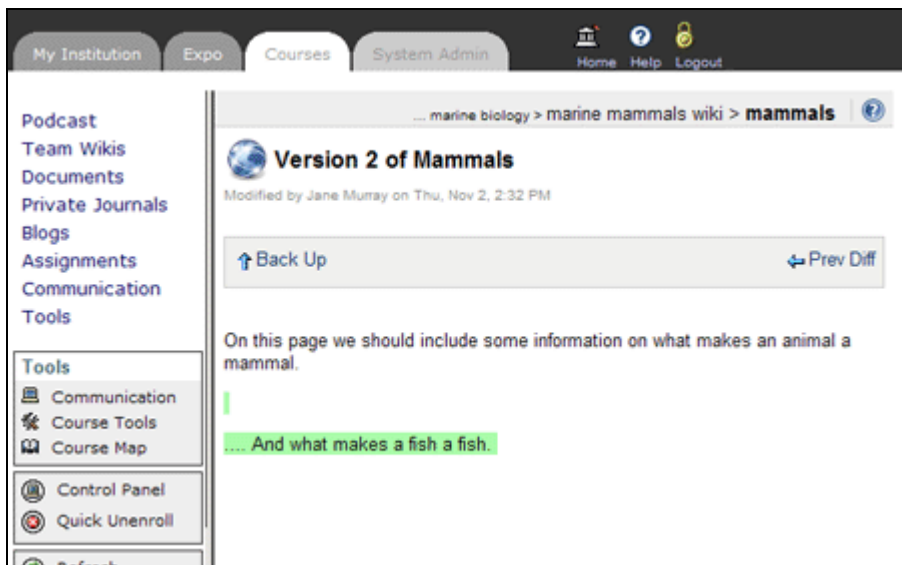 My Institution
Expo
Courses
System Admin
Home
Help
Logout
Podcast
Team Wikis
Documents
Private Journals
Blogs
Assignments
Communication
Tools
Tools
Communication
Course Tools
Course Map
Control Panel
Quick Unenroll
Refresh
... marine biology > marine mammals wiki > mammals
Version 2 of Mammals
Modified by Jane Murray on Thu, Nov 2, 2:32 PM
Back Up
Prev Diff
On this page we should include some information on what makes an animal a
mammal.
.... And what makes a fish a fish.